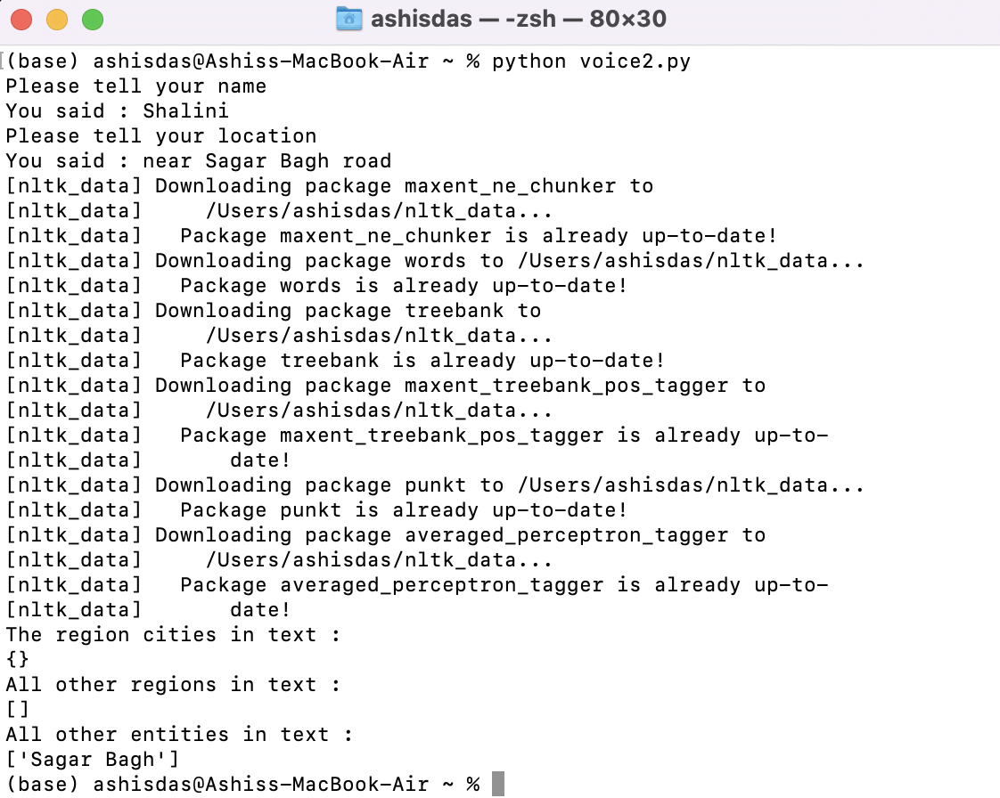 ashisdas — -zsh — 80×30
(base) ashisdas@Ashiss-MacBook-Air ~ % python voice2.py
Please tell your name
You said : Shalini
Please tell your location
You said : near Sagar Bagh road
[nltk_data] Downloading package maxent_ne_chunker to
[nltk_data]     /Users/ashisdas/nltk_data...
[nltk_data]   Package maxent_ne_chunker is already up-to-date!
[nltk_data] Downloading package words to /Users/ashisdas/nltk_data...
[nltk_data]   Package words is already up-to-date!
[nltk_data] Downloading package treebank to
[nltk_data]     /Users/ashisdas/nltk_data...
[nltk_data]   Package treebank is already up-to-date!
[nltk_data] Downloading package maxent_treebank_pos_tagger to
[nltk_data]     /Users/ashisdas/nltk_data...
[nltk_data]   Package maxent_treebank_pos_tagger is already up-to-
[nltk_data]       date!
[nltk_data] Downloading package punkt to /Users/ashisdas/nltk_data...
[nltk_data]   Package punkt is already up-to-date!
[nltk_data] Downloading package averaged_perceptron_tagger to
[nltk_data]     /Users/ashisdas/nltk_data...
[nltk_data]   Package averaged_perceptron_tagger is already up-to-
[nltk_data]       date!
The region cities in text :
{}
All other regions in text :
[]
All other entities in text :
['Sagar Bagh']
(base) ashisdas@Ashiss-MacBook-Air ~ %